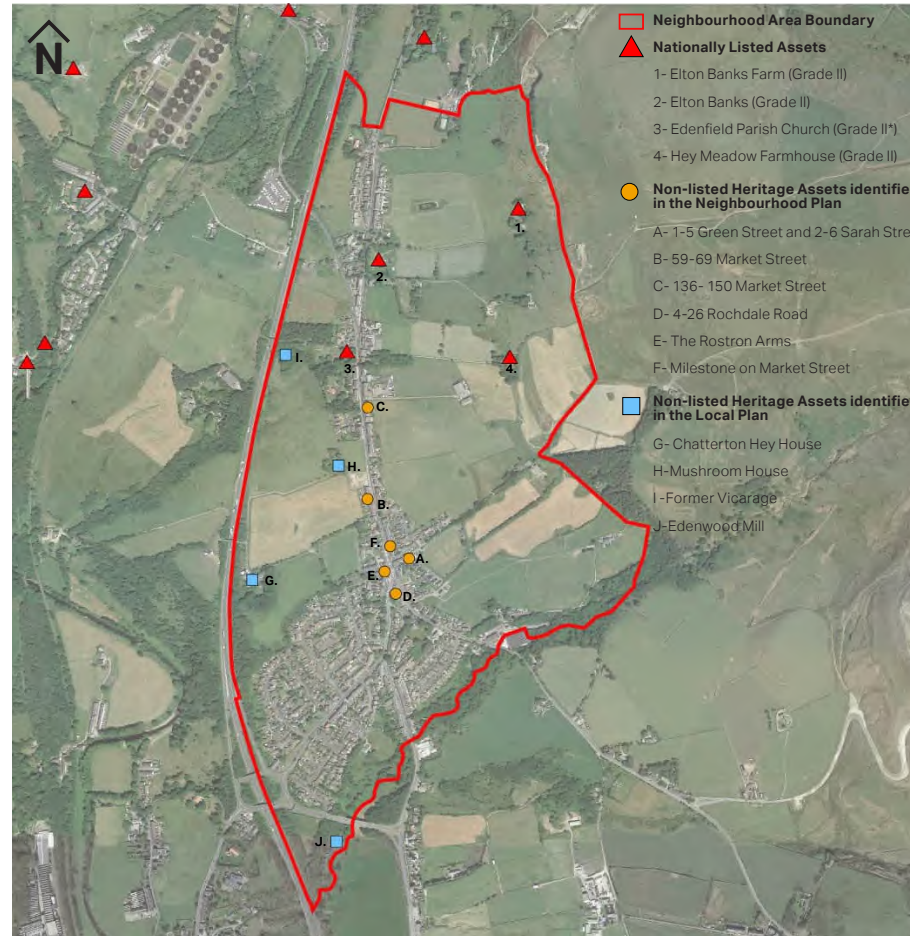 N
Neighbourhood Area Boundary
Nationally Listed Assets
1- Elton Banks Farm (Grade II)
2- Elton Banks (Grade II)
3- Edenfield Parish Church (Grade II*)
4- Hey Meadow Farmhouse (Grade II)
Non-listed Heritage Assets identifie
in the Neighbourhood Plan
A- 1-5 Green Street and 2-6 Sarah Stre
B- 59-69 Market Street
C- 136- 150 Market Street
D- 4-26 Rochdale Road
E- The Rostron Arms
F- Milestone on Market Street
Non-listed Heritage Assets identifie
in the Local Plan
G- Chatterton Hey House
H-Mushroom House
I -Former Vicarage
J-Edenwood Mill
1.
2.
3.
I.
4.
C.
H.
B.
F.
A.
E.
G.
D.
J.